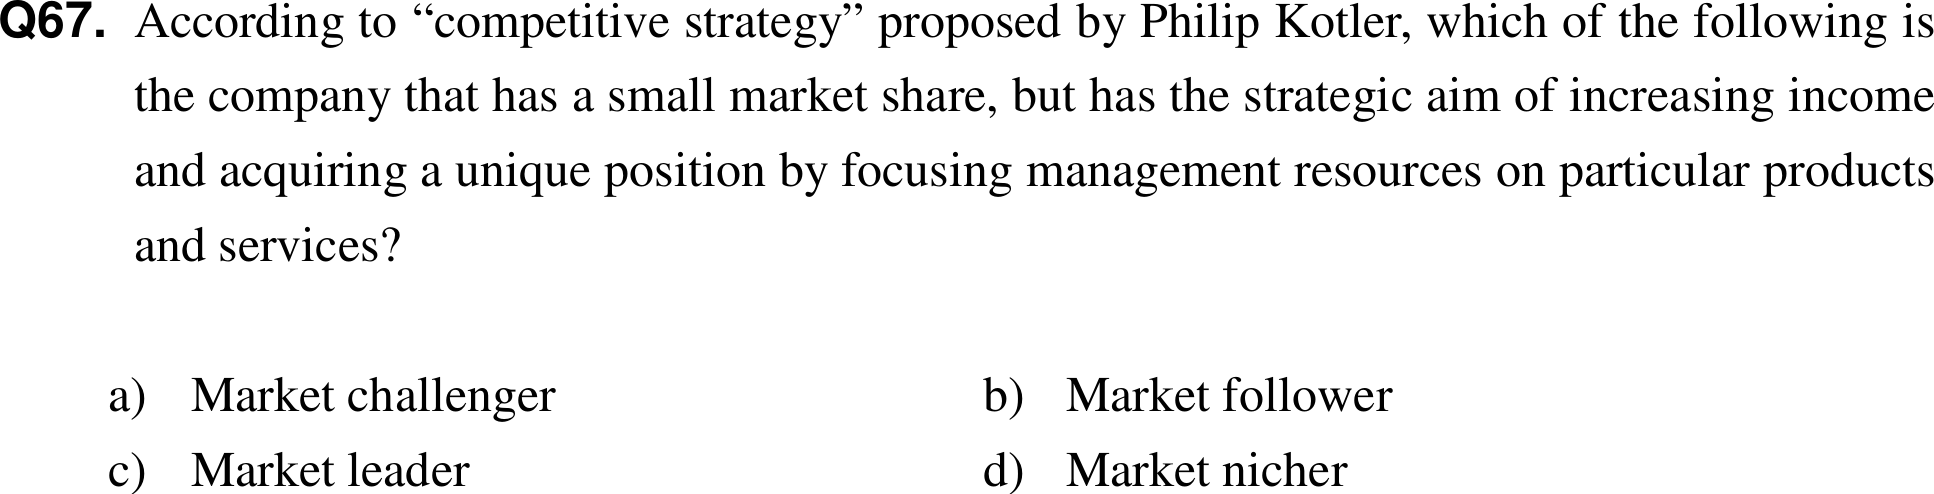 Q67. According to “competitive strategy” proposed by Philip Kotler, which of the following is
the company that has a small market share, but has the strategic aim of increasing income
and acquiring a unique position by focusing management resources on particular products
and services?
a) Market challenger b) Market follower
c) Market leader d) Market nicher